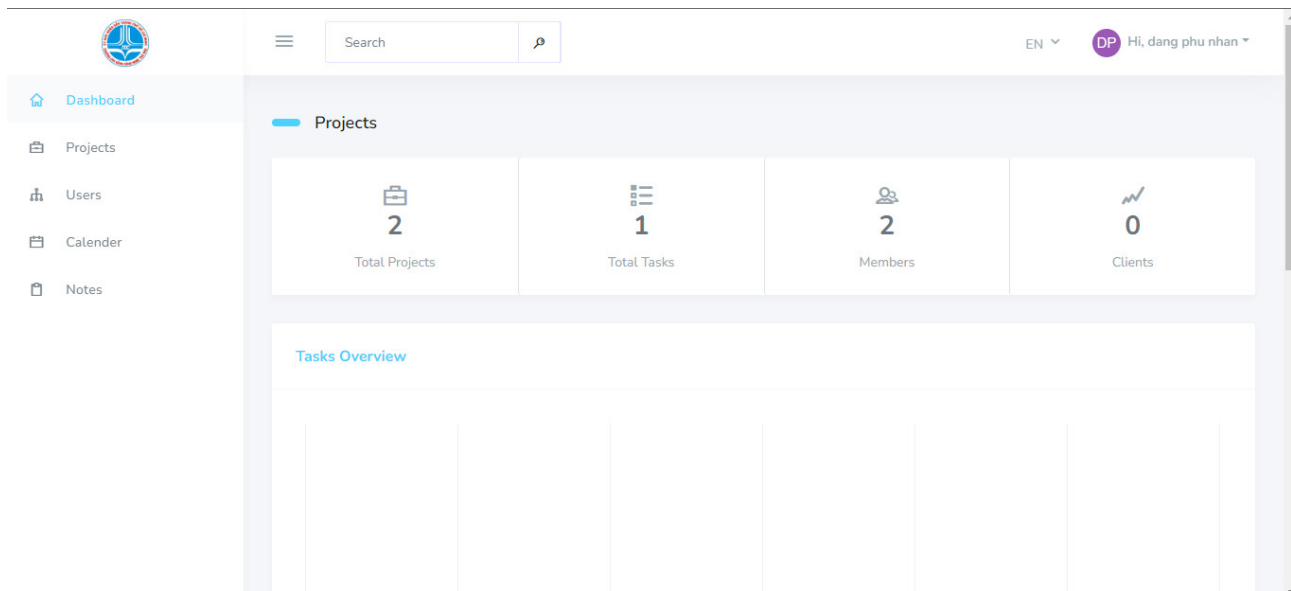 Search
EN
DP Hi, dang phu nhan
Dashboard
Projects
Users
Calender
Notes
Projects
2
Total Projects
1
Total Tasks
2
Members
0
Clients
Tasks Overview